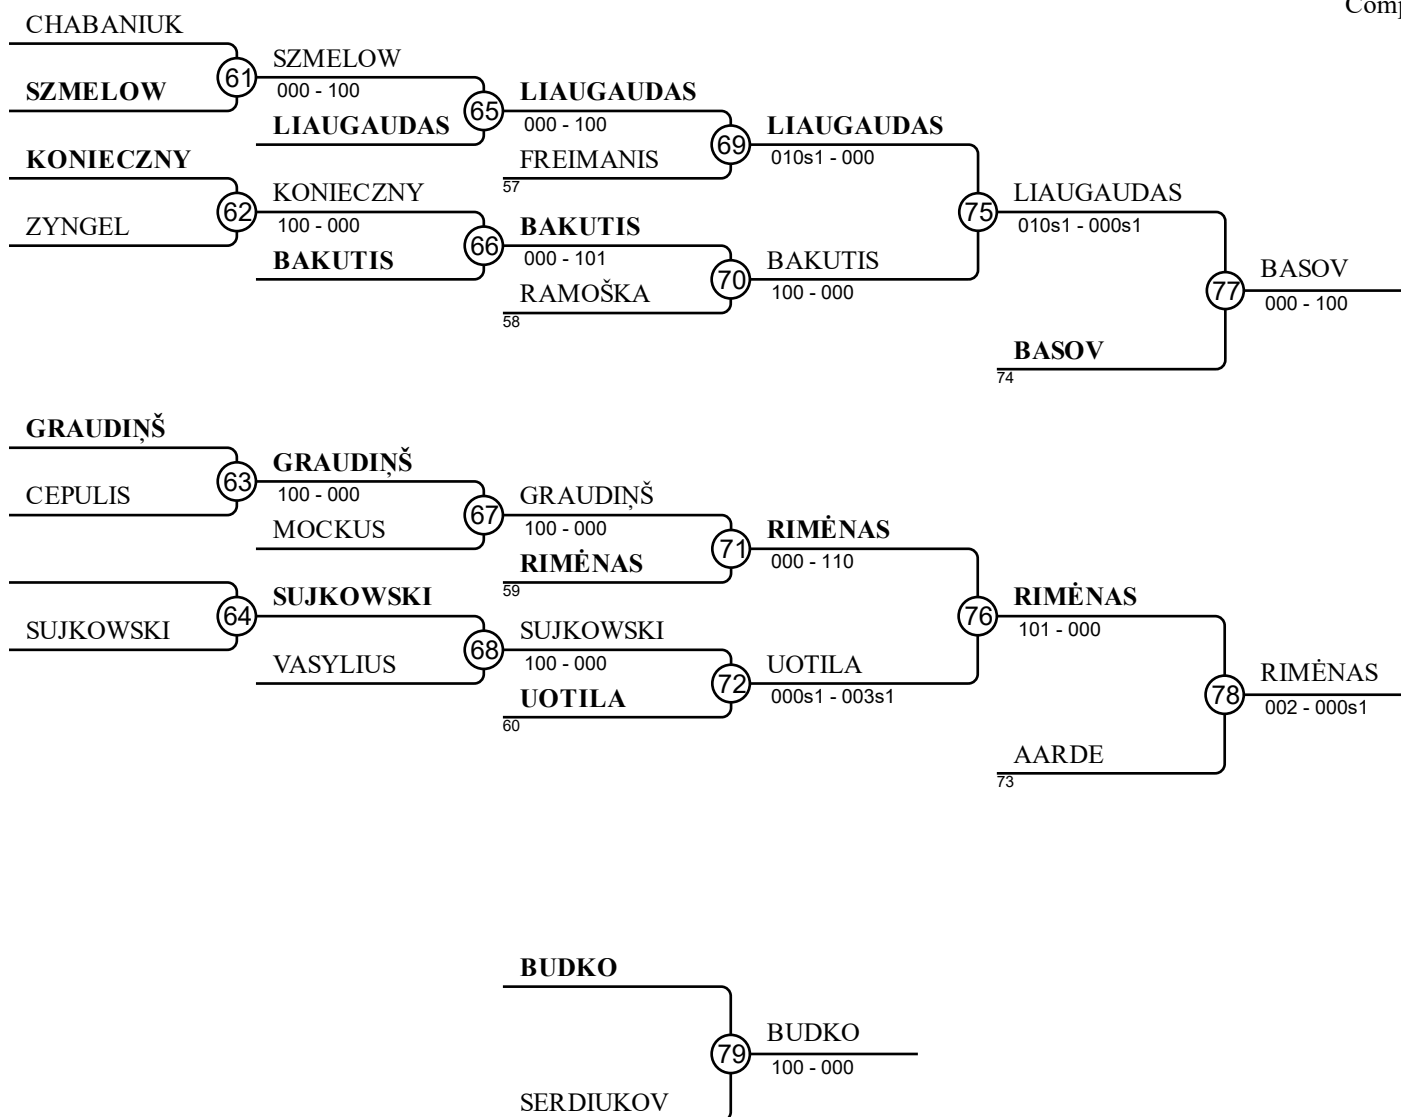 Comp
CHABANIUK
61
SZMELOW
000 - 100
SZMELOW
65
LIAUGAUDAS
000 - 100
LIAUGAUDAS
69
LIAUGAUDAS
010s1 - 000
KONIECZNY
FREIMANIS
57
62
KONIECZNY
100 - 000
75
LIAUGAUDAS
010s1 - 000s1
ZYNGEL
66
BAKUTIS
000 - 101
BAKUTIS
70
BAKUTIS
100 - 000
RAMOŠKA
58
77
BASOV
000 - 100
BASOV
74
GRAUDIŅŠ
63
GRAUDIŅŠ
100 - 000
CEPULIS
67
GRAUDIŅŠ
100 - 000
MOCKUS
71
RIMĖNAS
000 - 110
RIMĖNAS
59
64
SUJKOWSKI
76
RIMĖNAS
101 - 000
SUJKOWSKI
68
SUJKOWSKI
100 - 000
VASYLIUS
72
UOTILA
000s1 - 003s1
UOTILA
60
78
RIMĖNAS
002 - 000s1
AARDE
73
BUDKO
79
BUDKO
100 - 000
SERDIUKOV